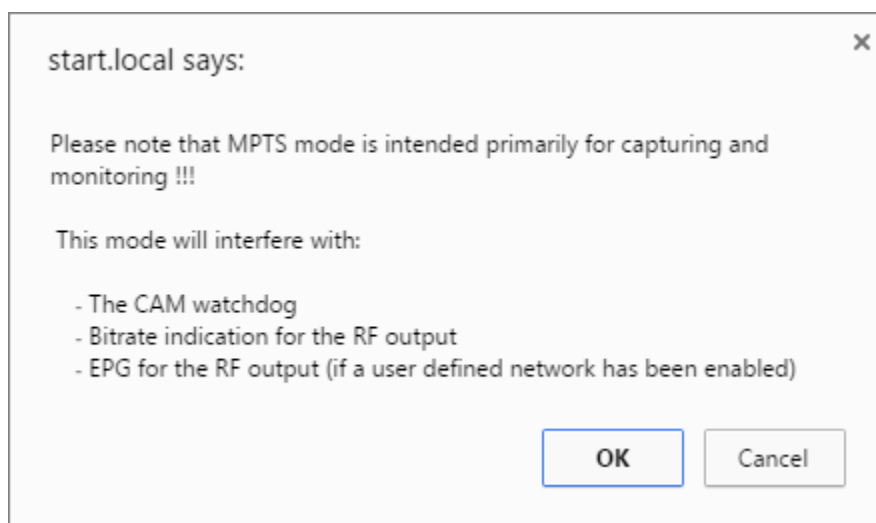 start.local says:
Please note that MPTS mode is intended primarily for capturing and
monitoring !!!
This mode will interfere with:
- The CAM watchdog
- Bitrate indication for the RF output
- EPG for the RF output (if a user defined network has been enabled)
OK
Cancel